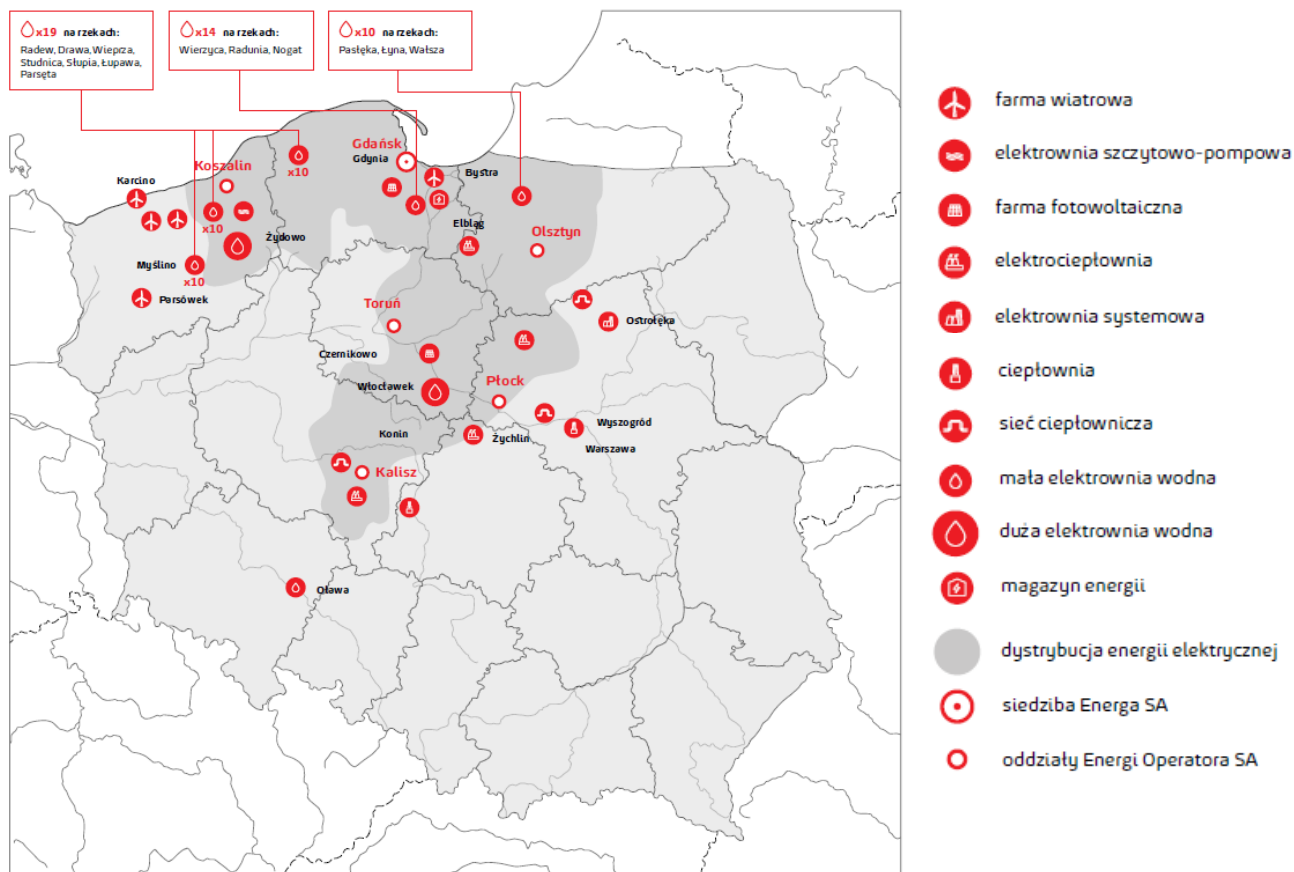 x19 na rzekach:
Radew, Drawa, Wieprza,
Studnica, Słupia, Łupawa,
Parsęta
x14 na rzekach:
Wierzyca, Radunia, Nogat
x10 na rzekach:
Pasłęka, Łyna, Wałsza
Gdańsk
Gdynia
Koszalin
x10
Karcino
Bystra
x10
Elbląg
Olsztyn
Żydowo
Myślino
x10
Parsówek
Toruń
Ostrołęka
Czernikowo
Płock
Włocławek
Wyszogród
Konin
Żychlin
Warszawa
Kalisz
Oława
farma wiatrowa
elektrownia szczytowo-pompowa
farma fotowoltaiczna
elektrociepłownia
elektrownia systemowa
ciepłownia
sieć ciepłownicza
mała elektrownia wodna
duża elektrownia wodna
magazyn energii
dystrybucja energii elektrycznej
siedziba Energa SA
oddziały Energi Operatora SA